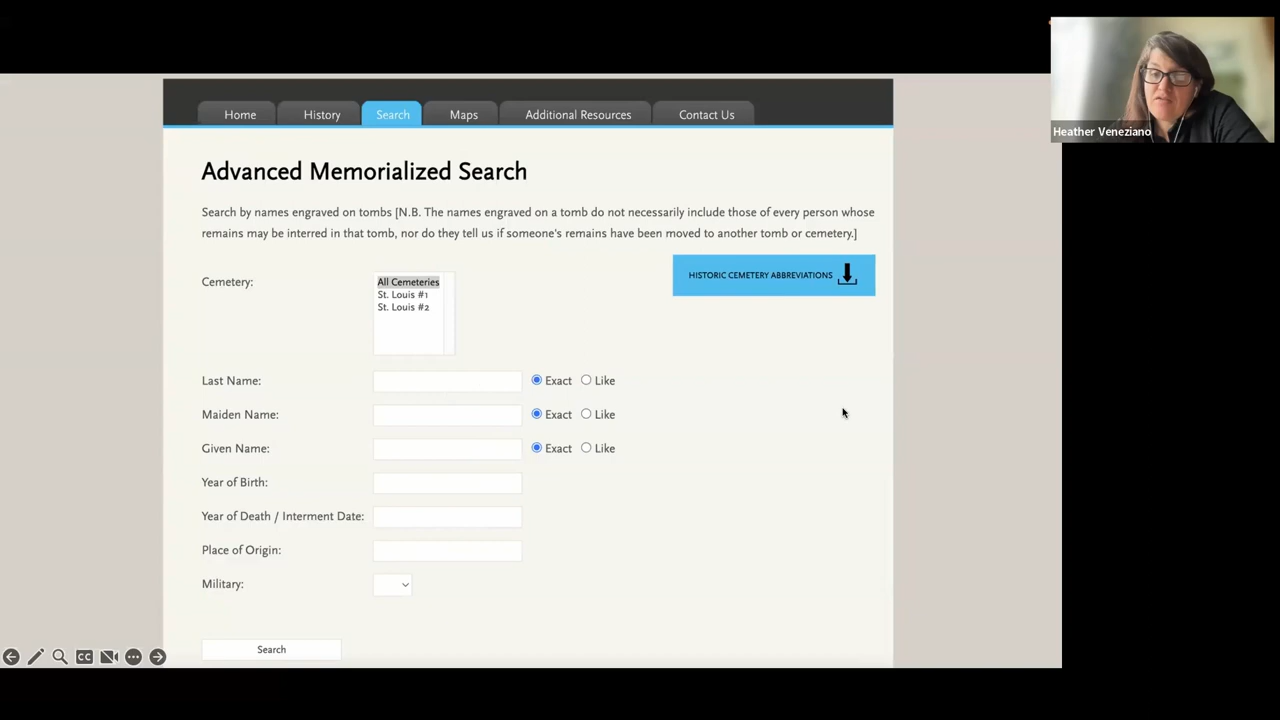 Home History Search Maps Additional Resources Contact Us
Heather Veneziano
Advanced Memorialized Search
Search by names engraved on tombs [N.B. The names engraved on a tomb do not necessarily include those of every person whose
remains may be interred in that tomb, nor do they tell us if someone's remains have been moved to another tomb or cemetery.]
HISTORIC CEMETERY ABBREVIATIONS
Cemetery:
All Cemeteries
St. Louis #1
St. Louis #2
Last Name: Exact Like
Maiden Name: Exact Like
Given Name: Exact Like
Year of Birth:
Year of Death / Interment Date:
Place of Origin:
Military:
Search
CC